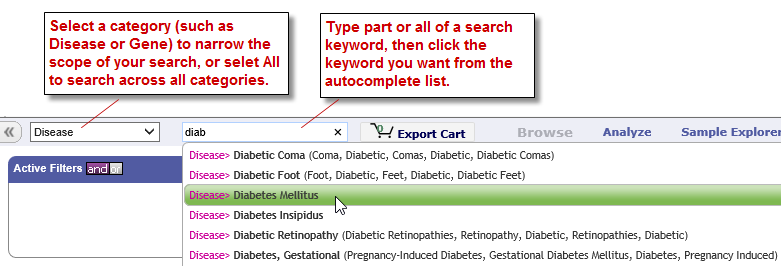 Select a category (such as
Disease or Gene) to narrow the
scope of your search, or selet All
to search across all categories.
Type part or all of a search
keyword, then click the
keyword you want from the
autocomplete list.
Disease
diab
0
Export Cart
Browse
Analyze
Sample Explorer
Active Filters and or
Disease> Diabetic Coma (Coma, Diabetic, Comas, Diabetic, Diabetic Comas)
Disease> Diabetic Foot (Foot, Diabetic, Feet, Diabetic, Diabetic Feet)
Disease> Diabetes Mellitus
Disease> Diabetes Insipidus
Disease> Diabetic Retinopathy (Diabetic Retinopathies, Retinopathy, Diabetic, Retinopathies, Diabetic)
Disease> Diabetes, Gestational (Pregnancy-Induced Diabetes, Gestational Diabetes Mellitus, Diabetes, Pregnancy Induced)